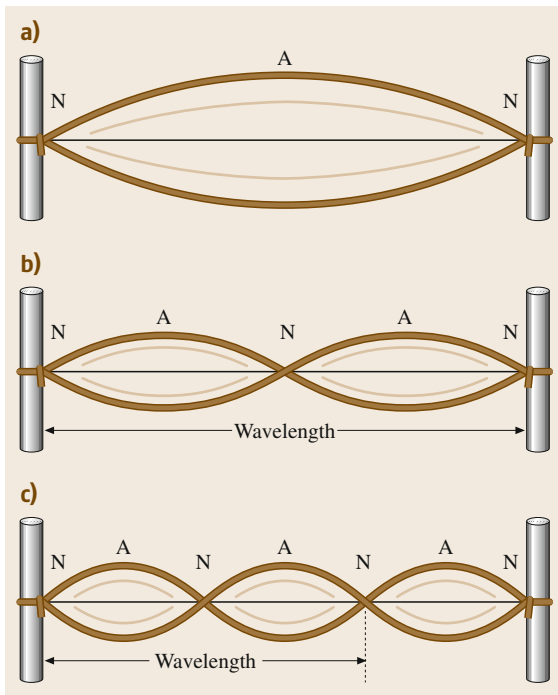 a)
A
N N
b)
N A N A N
Wavelength
c)
N A N A N A N
Wavelength